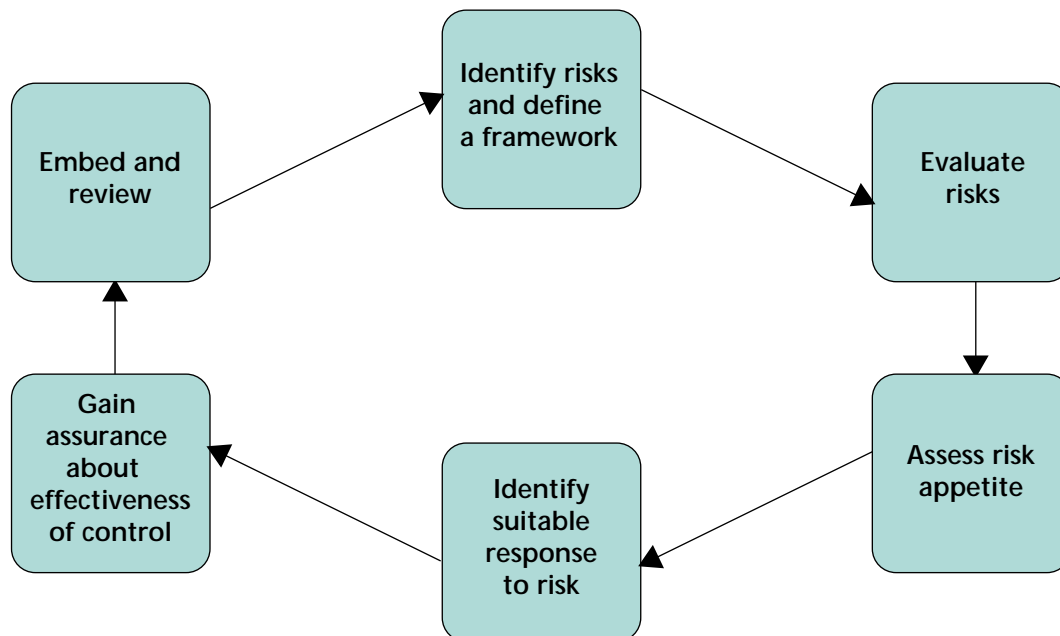 Identify risks
and define
a framework
Evaluate
risks
Assess risk
appetite
Identify
suitable
response
to risk
Gain
assurance
about
effectiveness
of control
Embed and
review